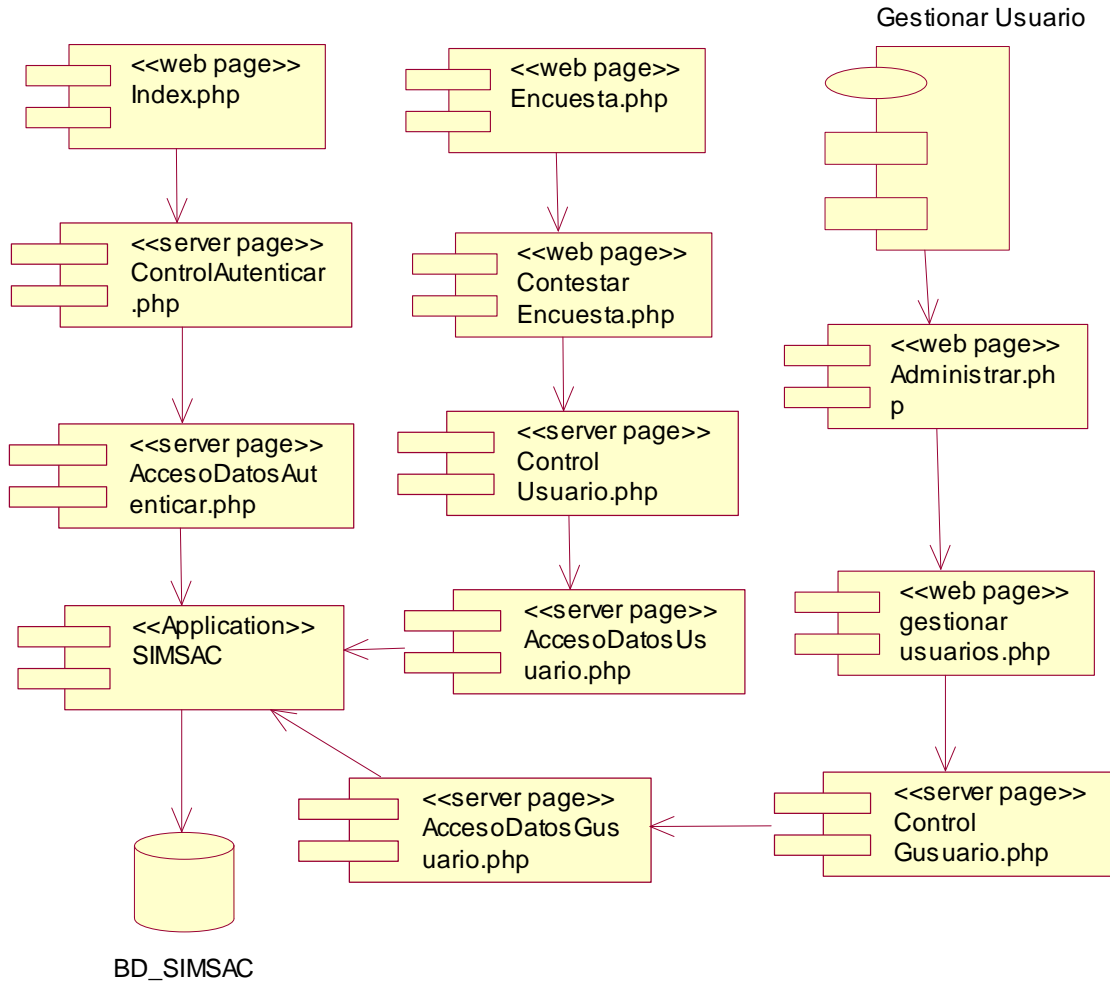 Gestionar Usuario
<<web page>>
Index.php
<<web page>>
Encuesta.php
<<server page>>
ControlAutenticar
.php
<<web page>>
Contestar
Encuesta.php
<<web page>>
Administrar.ph
p
<<server page>>
AccesoDatosAut
enticar.php
<<server page>>
Control
Usuario.php
<<Application>>
SIMSAC
<<server page>>
AccesoDatosUs
uario.php
<<web page>>
gestionar
usuarios.php
<<server page>>
AccesoDatosGus
uario.php
<<server page>>
Control
Gusuario.php
BD_SIMSAC